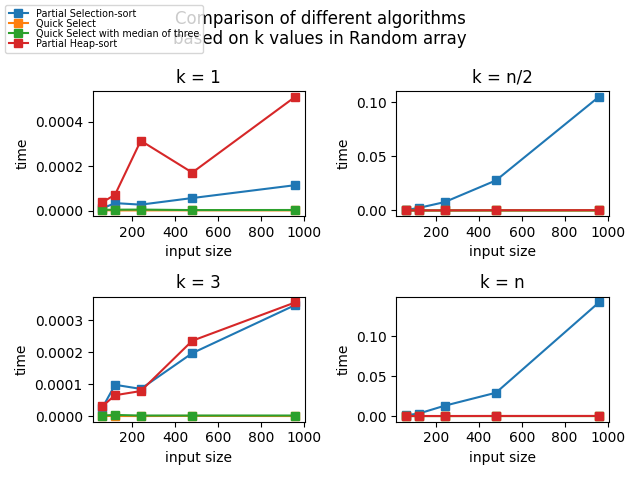 Comparison of different algorithms
based on k values in Random array
Partial Selection-sort
Quick Select
Quick Select with median of three
Partial Heap-sort
k = 1
time
0.0004
0.0002
0.0000
200 400 600 800 1000
input size
k = n/2
time
0.10
0.05
0.00
200 400 600 800 1000
input size
k = 3
time
0.0003
0.0002
0.0001
0.0000
200 400 600 800 1000
input size
k = n
time
0.10
0.05
0.00
200 400 600 800 1000
input size